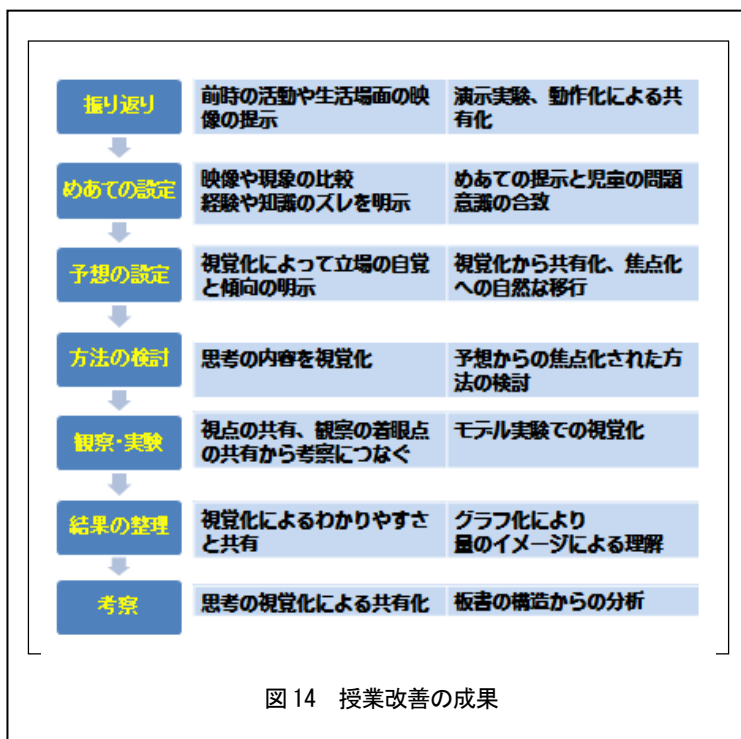 振り返り
前時の活動や生活場面の映
像の提示
演示実験、動作化による共
有化
めあての設定
映像や現象の比較
経験や知識のズレを明示
めあての提示と児童の問題
意識の合致
予想の設定
視覚化によって立場の自覚
と傾向の明示
視覚化から共有化、焦点化
への自然な移行
方法の検討
思考の内容を視覚化
予想からの焦点化された方
法の検討
観察・実験
視点の共有、観察の着眼点
の共有から考察につなぐ
モデル実験での視覚化
結果の整理
視覚化によるわかりやすさ
と共有
グラフ化により
量のイメージによる理解
考察
思考の視覚化による共有化
板書の構造からの分析
図14 授業改善の成果